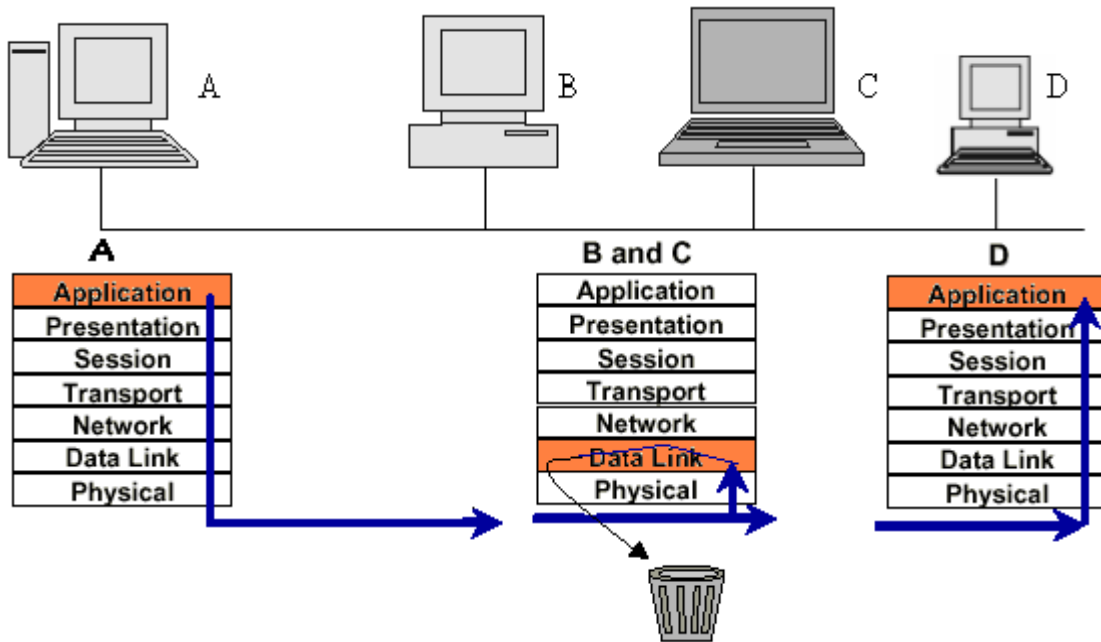 A
B
C
D
A
Application
Presentation
Session
Transport
Network
Data Link
Physical
B and C
Application
Presentation
Session
Transport
Network
Data Link
Physical
D
Application
Presentation
Session
Transport
Network
Data Link
Physical